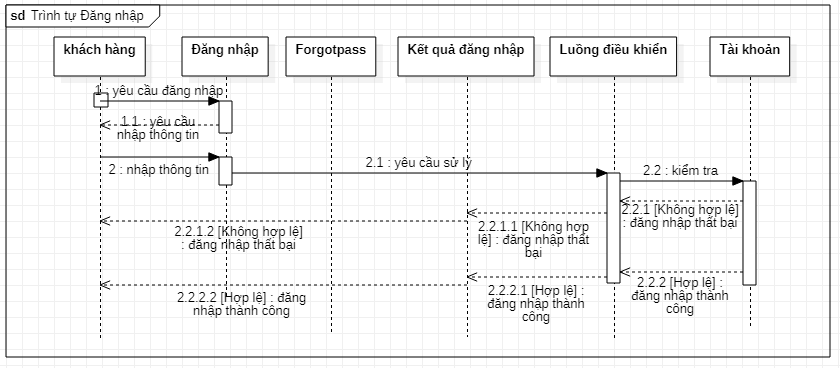 sd Trình tự Đăng nhập
khách hàng
Đăng nhập
Forgotpass
Kết quả đăng nhập
Luồng điều khiển
Tài khoản
1 : yêu cầu đăng nhập
1.1 : yêu cầu
nhập thông tin
2 : nhập thông tin
2.1 : yêu cầu sử lý
2.2 : kiểm tra
2.2.1 [Không hợp lệ]
: đăng nhập thất bại
2.2.1.1 [Không hợp
lệ] : đăng nhập thất
bại
2.2.1.2 [Không hợp lệ]
: đăng nhập thất bại
2.2.2 [Hợp lệ] :
đăng nhập thành
công
2.2.2.1 [Hợp lệ] :
đăng nhập thành
công
2.2.2.2 [Hợp lệ] : đăng
nhập thành công